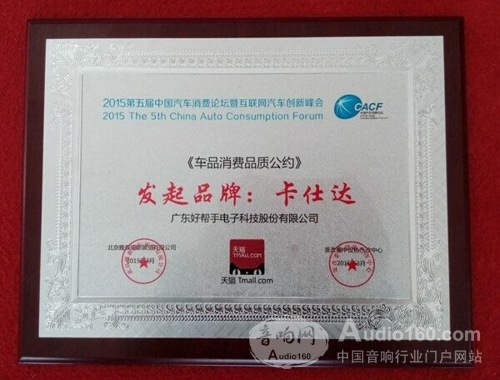 2015第五届中国汽车消费论坛暨互联网汽车创新峰会
2015 The 5th China Auto Consumption Forum
CACF
《车品消费品质公约》
发起品牌：卡仕达
广东好帮手电子科技股份有限公司
天猫
Tmall.com
天猫 Tmall.com
音响网
Audio160
Audio160.com
中国音响行业门户网站